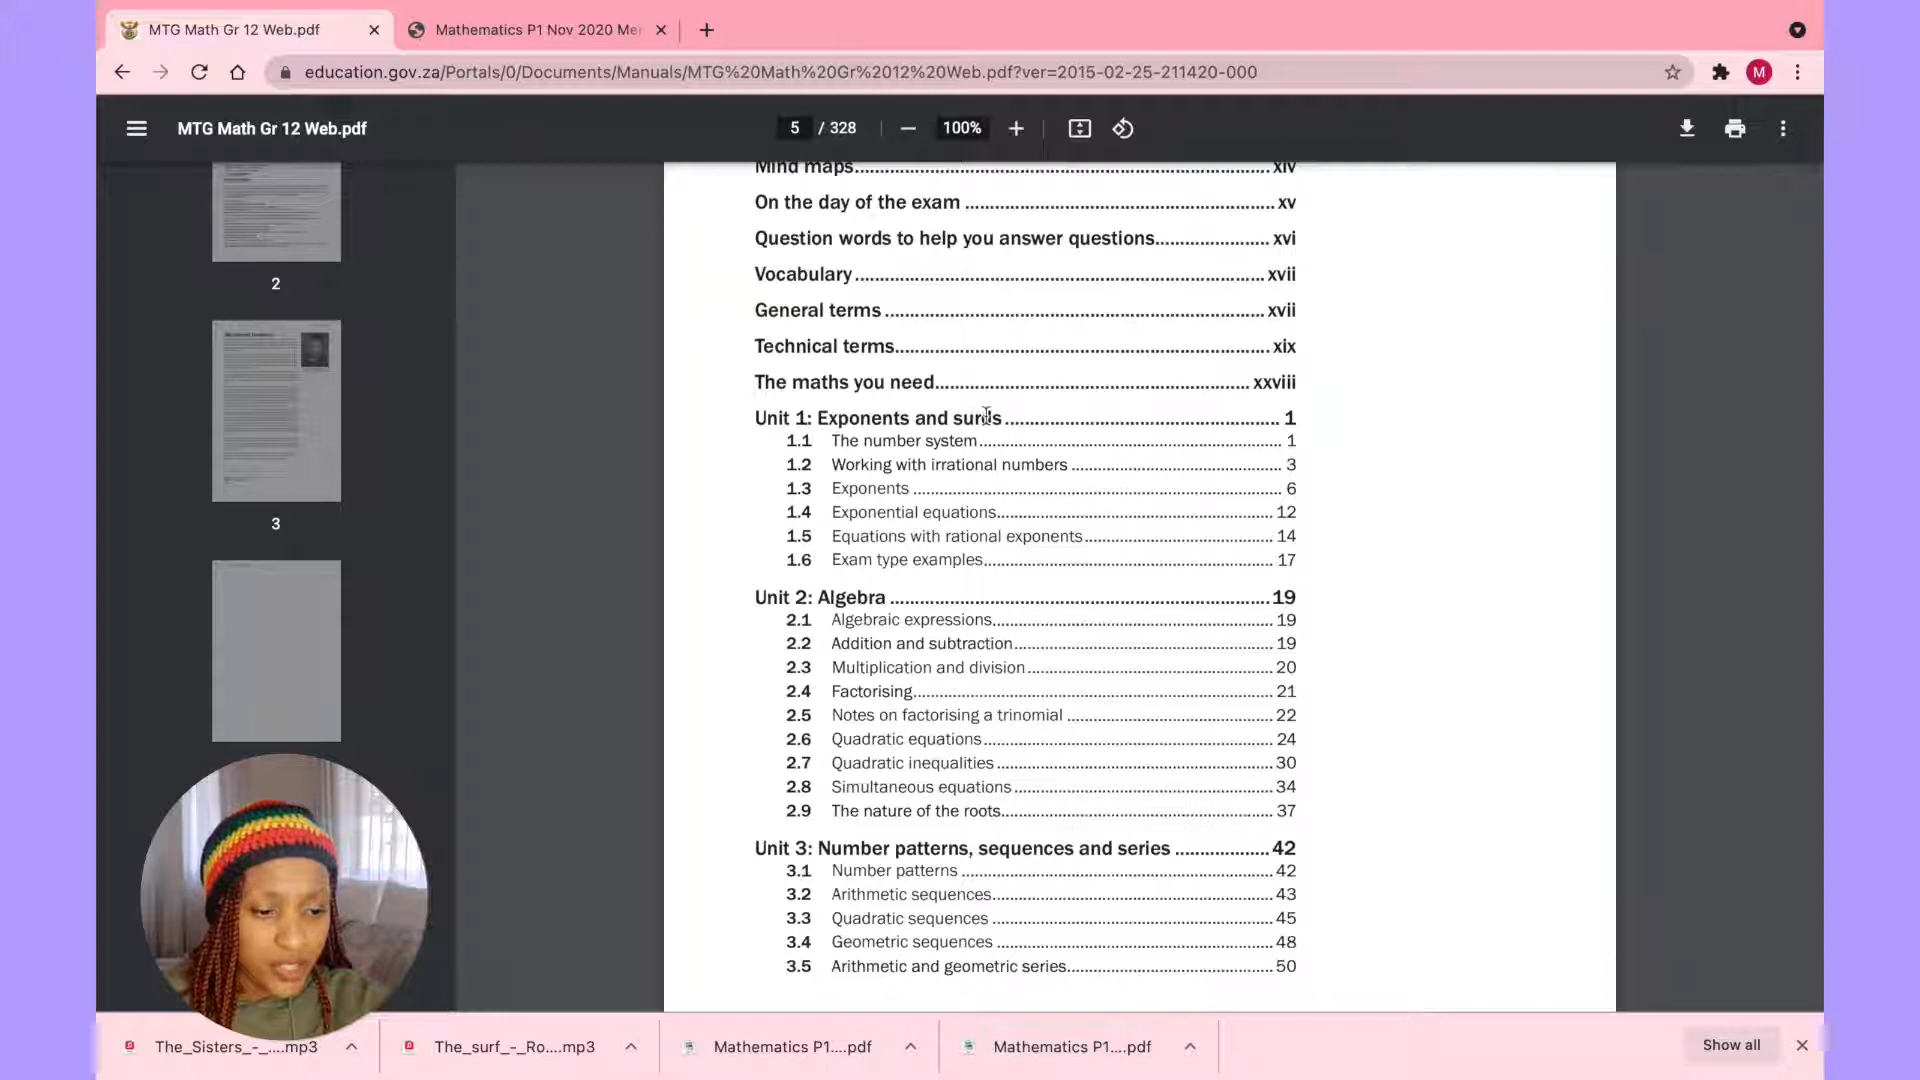 MTG Math Gr 12 Web.pdf
Mathematics P1 Nov 2020 Me
education.gov.za/Portals/0/Documents/Manuals/MTG%20Math%20Gr%2012%20Web.pdf?ver=2015-02-25-211420-000
M
MTG Math Gr 12 Web.pdf
5 / 328
100%
2
3
Mind maps xiv
On the day of the exam xv
Question words to help you answer questions xvi
Vocabulary xvii
General terms xvii
Technical terms xix
The maths you need xxviii
Unit 1: Exponents and surds 1
1.1 The number system 1
1.2 Working with irrational numbers 3
1.3 Exponents 6
1.4 Exponential equations 12
1.5 Equations with rational exponents 14
1.6 Exam type examples 17
Unit 2: Algebra 19
2.1 Algebraic expressions 19
2.2 Addition and subtraction 19
2.3 Multiplication and division 20
2.4 Factorising 21
2.5 Notes on factorising a trinomial 22
2.6 Quadratic equations 24
2.7 Quadratic inequalities 30
2.8 Simultaneous equations 34
2.9 The nature of the roots 37
Unit 3: Number patterns, sequences and series 42
3.1 Number patterns 42
3.2 Arithmetic sequences 43
3.3 Quadratic sequences 45
3.4 Geometric sequences 48
3.5 Arithmetic and geometric series 50
The_Sisters_-_....mp3
The_surf_-_Ro....mp3
Mathematics P1....pdf
Mathematics P1....pdf
Show all